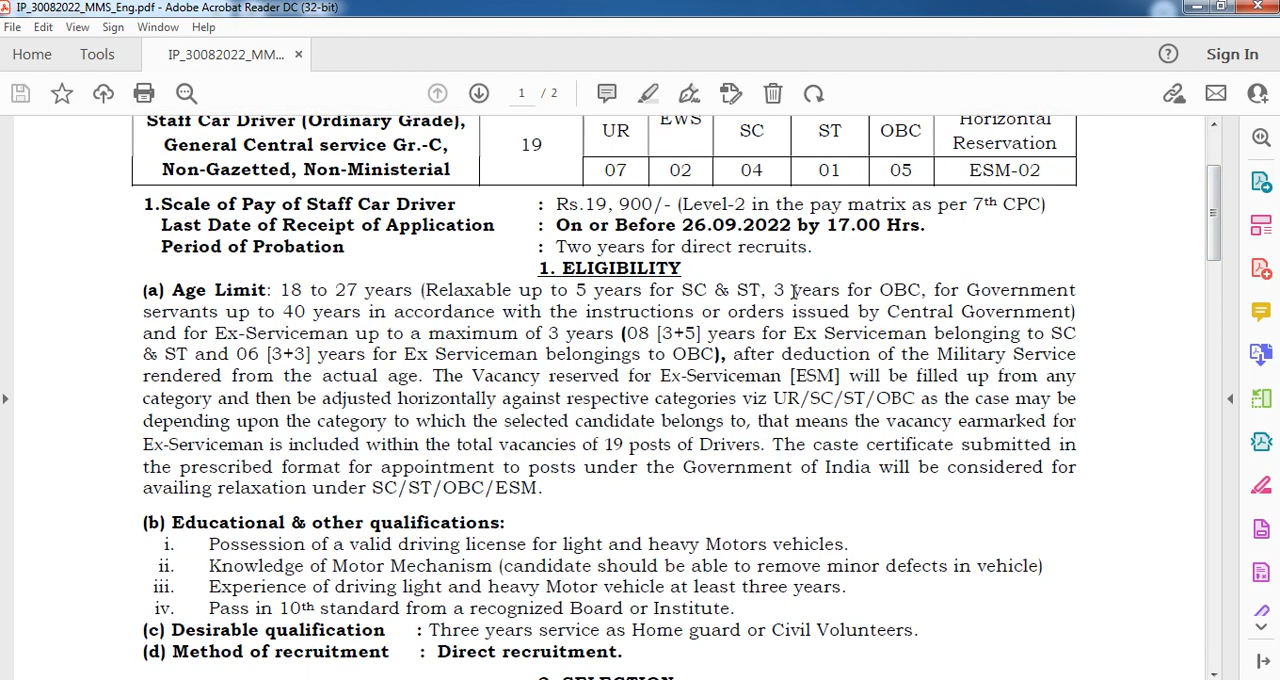 IP_30082022_MMS_Eng.pdf - Adobe Acrobat Reader DC (32-bit)
File Edit View Sign Window Help
Home Tools IP_30082022_MM... × Sign In
1 / 2
Staff Car Driver (Ordinary Grade),
General Central service Gr.-C,
Non-Gazetted, Non-Ministerial
19
UR EWS SC ST OBC Horizontal
Reservation
07 02 04 01 05 ESM-02
1.Scale of Pay of Staff Car Driver : Rs.19, 900/- (Level-2 in the pay matrix as per 7th CPC)
Last Date of Receipt of Application : On or Before 26.09.2022 by 17.00 Hrs.
Period of Probation : Two years for direct recruits.
1. ELIGIBILITY
(a) Age Limit: 18 to 27 years (Relaxable up to 5 years for SC & ST, 3 years for OBC, for Government
servants up to 40 years in accordance with the instructions or orders issued by Central Government)
and for Ex-Serviceman up to a maximum of 3 years (08 [3+5] years for Ex Serviceman belonging to SC
& ST and 06 [3+3] years for Ex Serviceman belongings to OBC), after deduction of the Military Service
rendered from the actual age. The Vacancy reserved for Ex-Serviceman [ESM] will be filled up from any
category and then be adjusted horizontally against respective categories viz UR/SC/ST/OBC as the case may be
depending upon the category to which the selected candidate belongs to, that means the vacancy earmarked for
Ex-Serviceman is included within the total vacancies of 19 posts of Drivers. The caste certificate submitted in
the prescribed format for appointment to posts under the Government of India will be considered for
availing relaxation under SC/ST/OBC/ESM.
(b) Educational & other qualifications:
i. Possession of a valid driving license for light and heavy Motors vehicles.
ii. Knowledge of Motor Mechanism (candidate should be able to remove minor defects in vehicle)
iii. Experience of driving light and heavy Motor vehicle at least three years.
iv. Pass in 10th standard from a recognized Board or Institute.
(c) Desirable qualification : Three years service as Home guard or Civil Volunteers.
(d) Method of recruitment : Direct recruitment.
2. SELECTION